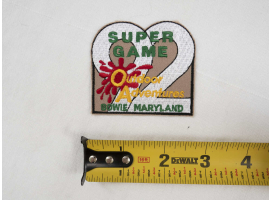 SUPER
GAME
Outdoor
Adventures
BOWIE MARYLAND
2 DEWALT 3 4